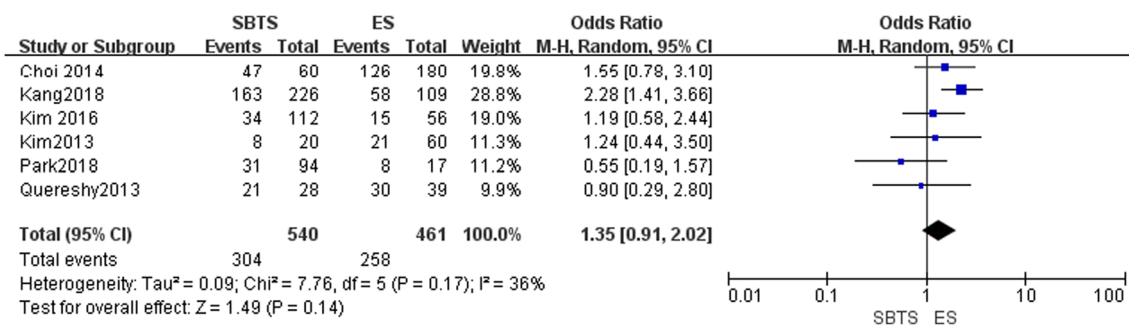 SBTS ES Odds Ratio Odds Ratio
Study or Subgroup Events Total Events Total Weight M-H, Random, 95% CI M-H, Random, 95% CI
Choi 2014 47 60 126 180 19.8% 1.55 [0.78, 3.10]
Kang2018 163 226 58 109 28.8% 2.28 [1.41, 3.66]
Kim 2016 34 112 15 56 19.0% 1.19 [0.58, 2.44]
Kim2013 8 20 21 60 11.3% 1.24 [0.44, 3.50]
Park2018 31 94 8 17 11.2% 0.55 [0.19, 1.57]
Quereshy2013 21 28 30 39 9.9% 0.90 [0.29, 2.80]
Total (95% CI) 540 461 100.0% 1.35 [0.91, 2.02]
Total events 304 258
Heterogeneity: Tau² = 0.09; Chi² = 7.76, df = 5 (P = 0.17); I² = 36%
Test for overall effect: Z = 1.49 (P = 0.14)
0.01 0.1 1 10 100
SBTS ES